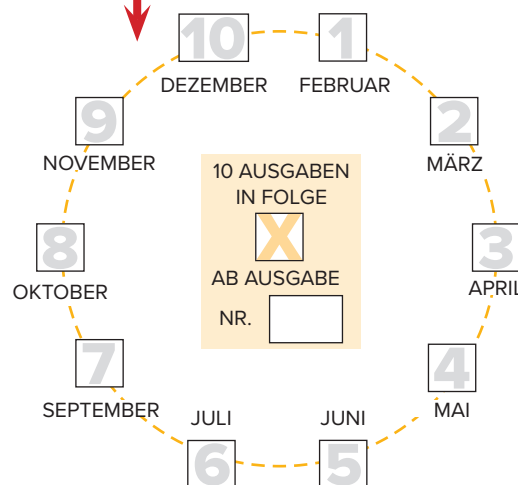 10
1
DEZEMBER
FEBRUAR
9
2
NOVEMBER
MÄRZ
10 AUSGABEN
IN FOLGE
X
AB AUSGABE
NR.
8
3
OKTOBER
APRIL
7
4
SEPTEMBER
MAI
JULI
JUNI
6
5